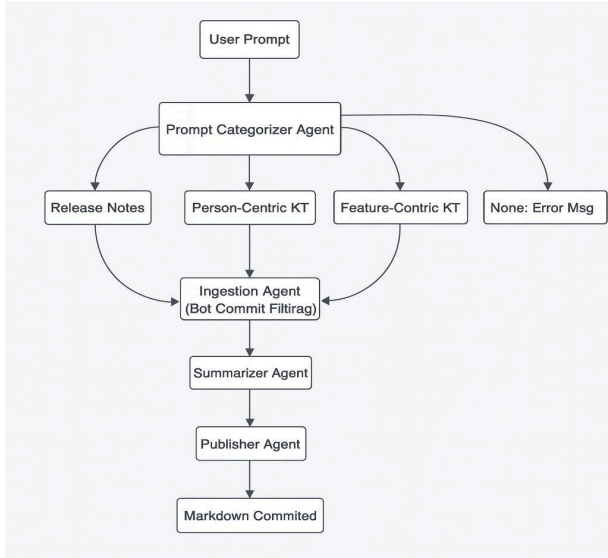 User Prompt
Prompt Categorizer Agent
Release Notes
Person-Centric KT
Feature-Contric KT
None: Error Msg
Ingestion Agent
(Bot Commit Filtirag)
Summarizer Agent
Publisher Agent
Markdown Commited